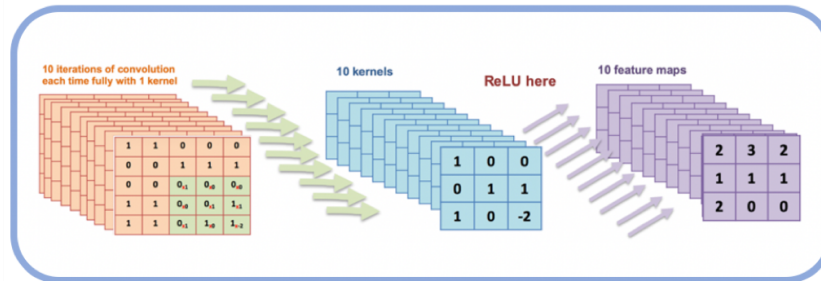 10 iterations of convolution
each time fully with 1 kernel
10 kernels
ReLU here
10 feature maps
1 1 0 0 0
0 0 1 1 1
0 0 0x1 0x0 0x0
1 1 0x0 0x1 1x1
1 1 0x1 1x0 1x-2
1 0 0
0 1 1
1 0 -2
2 3 2
1 1 1
2 0 0